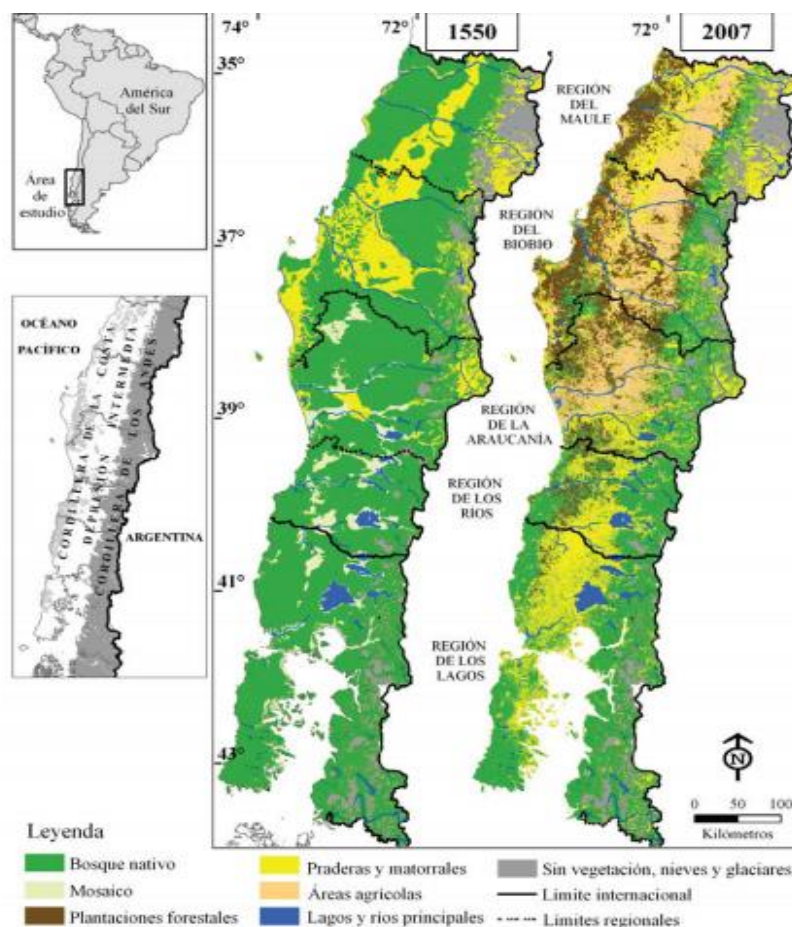 74°
72°
1550
72°
2007
35°
37°
39°
41°
43°
América
del Sur
Área
de
estudio
OCÉANO
PACÍFICO
CORDILLERA DE LA COSTA
DEPRESIÓN INTERMEDIA
CORDILLERA DE LOS ANDES
ARGENTINA
REGIÓN
DEL
MAULE
REGIÓN
DEL
BIOBIO
REGIÓN
DE LA
ARAUCANÍA
REGIÓN
DE LOS
RÍOS
REGIÓN
DE LOS
LAGOS
N
0 50 100
Kilómetros
Leyenda
Bosque nativo
Mosaico
Plantaciones forestales
Praderas y matorrales
Áreas agrícolas
Lagos y ríos principales
Sin vegetación, nieves y glaciares
Limite internacional
Limites regionales